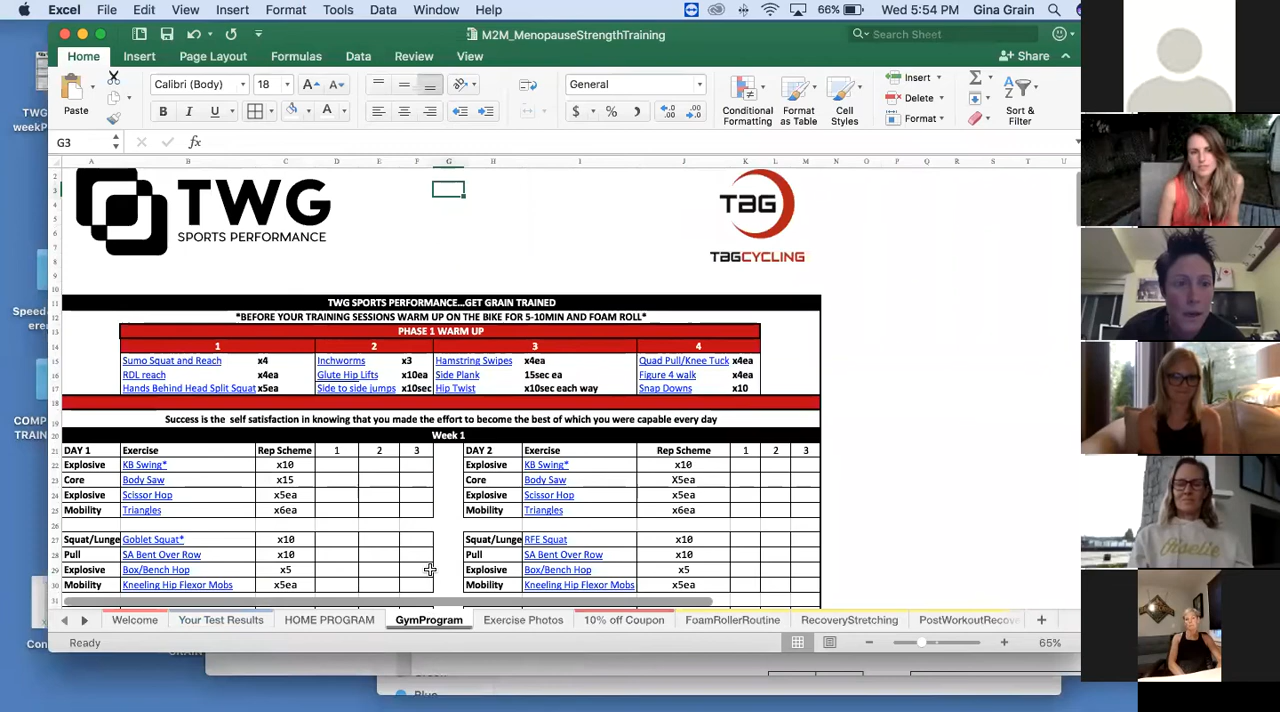 Excel File Edit View Insert Format Tools Data Window Help 66% Wed 5:54 PM Gina Grain
M2M_MenopauseStrengthTraining
Search Sheet
Home Insert Page Layout Formulas Data Review View
Share
Paste
Calibri (Body) 18
General
Conditional Formatting
Format as Table
Cell Styles
Insert
Delete
Format
Sort & Filter
G3 fx
A B C D E F G H I J K L M N O P Q R S T U
TWG
SPORTS PERFORMANCE
TaG
TaGCYCLING
TWG SPORTS PERFORMANCE...GET GRAIN TRAINED
*BEFORE YOUR TRAINING SESSIONS WARM UP ON THE BIKE FOR 5-10MIN AND FOAM ROLL*
PHASE 1 WARM UP
1 2 3 4
Sumo Squat and Reach x4 Inchworms x3 Hamstring Swipes x4ea Quad Pull/Knee Tuck x4ea
RDL reach x4ea Glute Hip Lifts x10ea Side Plank 15sec ea Figure 4 walk x4ea
Hands Behind Head Split Squat x5ea Side to side jumps x10sec Hip Twist x10sec each way Snap Downs x10
Success is the self satisfaction in knowing that you made the effort to become the best of which you were capable every day
Week 1
DAY 1 Exercise Rep Scheme 1 2 3 DAY 2 Exercise Rep Scheme 1 2 3
Explosive KB Swing* x10 Explosive KB Swing* x10
Core Body Saw x15 Core Body Saw X5ea
Explosive Scissor Hop x5ea Explosive Scissor Hop x5ea
Mobility Triangles x6ea Mobility Triangles x6ea
Squat/Lunge Goblet Squat* x10 Squat/Lunge RFE Squat x10
Pull SA Bent Over Row x10 Pull SA Bent Over Row x10
Explosive Box/Bench Hop x5 Explosive Box/Bench Hop x5
Mobility Kneeling Hip Flexor Mobs x5ea Mobility Kneeling Hip Flexor Mobs x5ea
Welcome Your Test Results HOME PROGRAM GymProgram Exercise Photos 10% off Coupon FoamRollerRoutine RecoveryStretching PostWorkoutRecov
Ready 65%